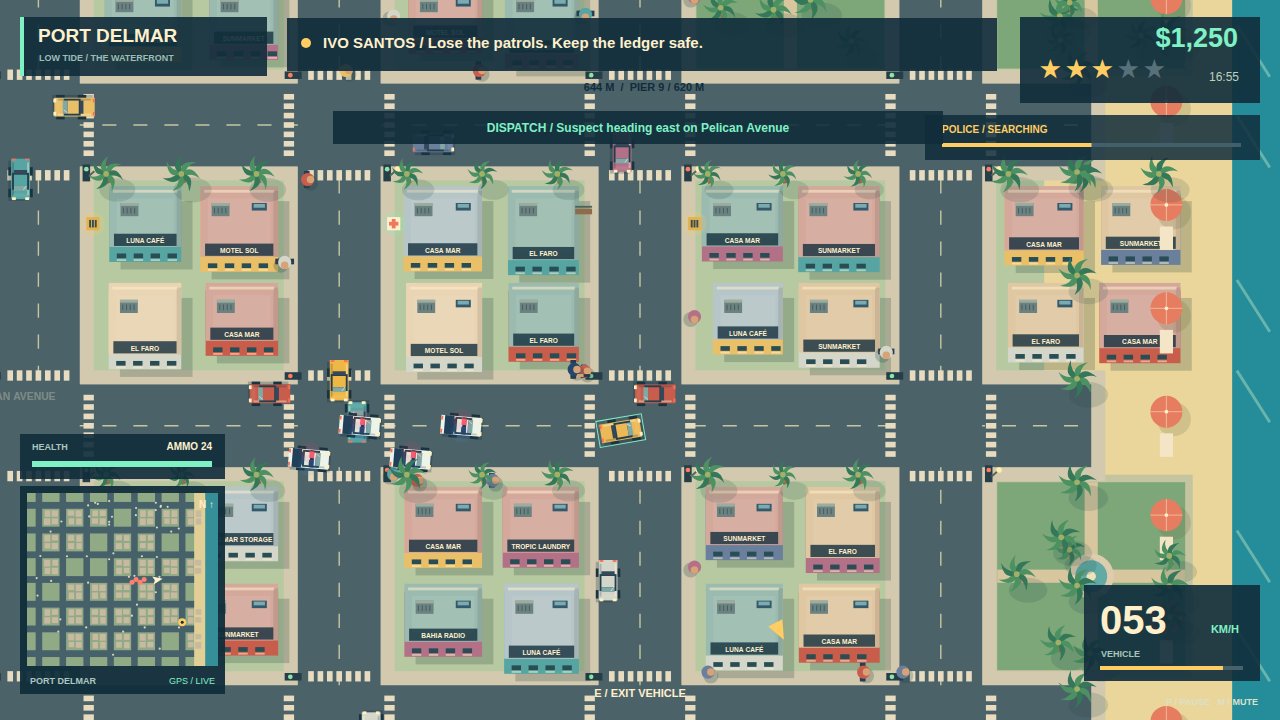 PORT DELMAR
LOW TIDE / THE WATERFRONT
SUNMARKET
MOTEL SOL
IVO SANTOS / Lose the patrols. Keep the ledger safe.
$1,250
16:55
644 M / PIER 9 / 620 M
DISPATCH / Suspect heading east on Pelican Avenue
POLICE / SEARCHING
LUNA CAFÉ
MOTEL SOL
CASA MAR
EL FARO
CASA MAR
SUNMARKET
CASA MAR
SUNMARKET
EL FARO
CASA MAR
MOTEL SOL
EL FARO
LUNA CAFÉ
SUNMARKET
EL FARO
CASA MAR
AN AVENUE
HEALTH
AMMO 24
N ↑
MAR STORAGE
CASA MAR
TROPIC LAUNDRY
SUNMARKET
EL FARO
NMARKET
BAHIA RADIO
LUNA CAFÉ
LUNA CAFÉ
CASA MAR
PORT DELMAR
GPS / LIVE
053
KM/H
VEHICLE
E / EXIT VEHICLE
P / PAUSE M / MUTE